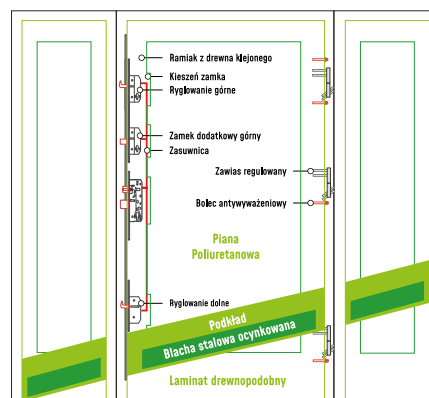 Ramiak z drewna klejonego
Kieszeń zamka
Ryglowanie górne
Zamek dodatkowy górny
Zasuwnica
Zawias regulowany
Bolec antywyważeniowy
Piana
Poliuretanowa
Ryglowanie dolne
Podkład
Blacha stalowa ocynkowana
Laminat drewnopodobny